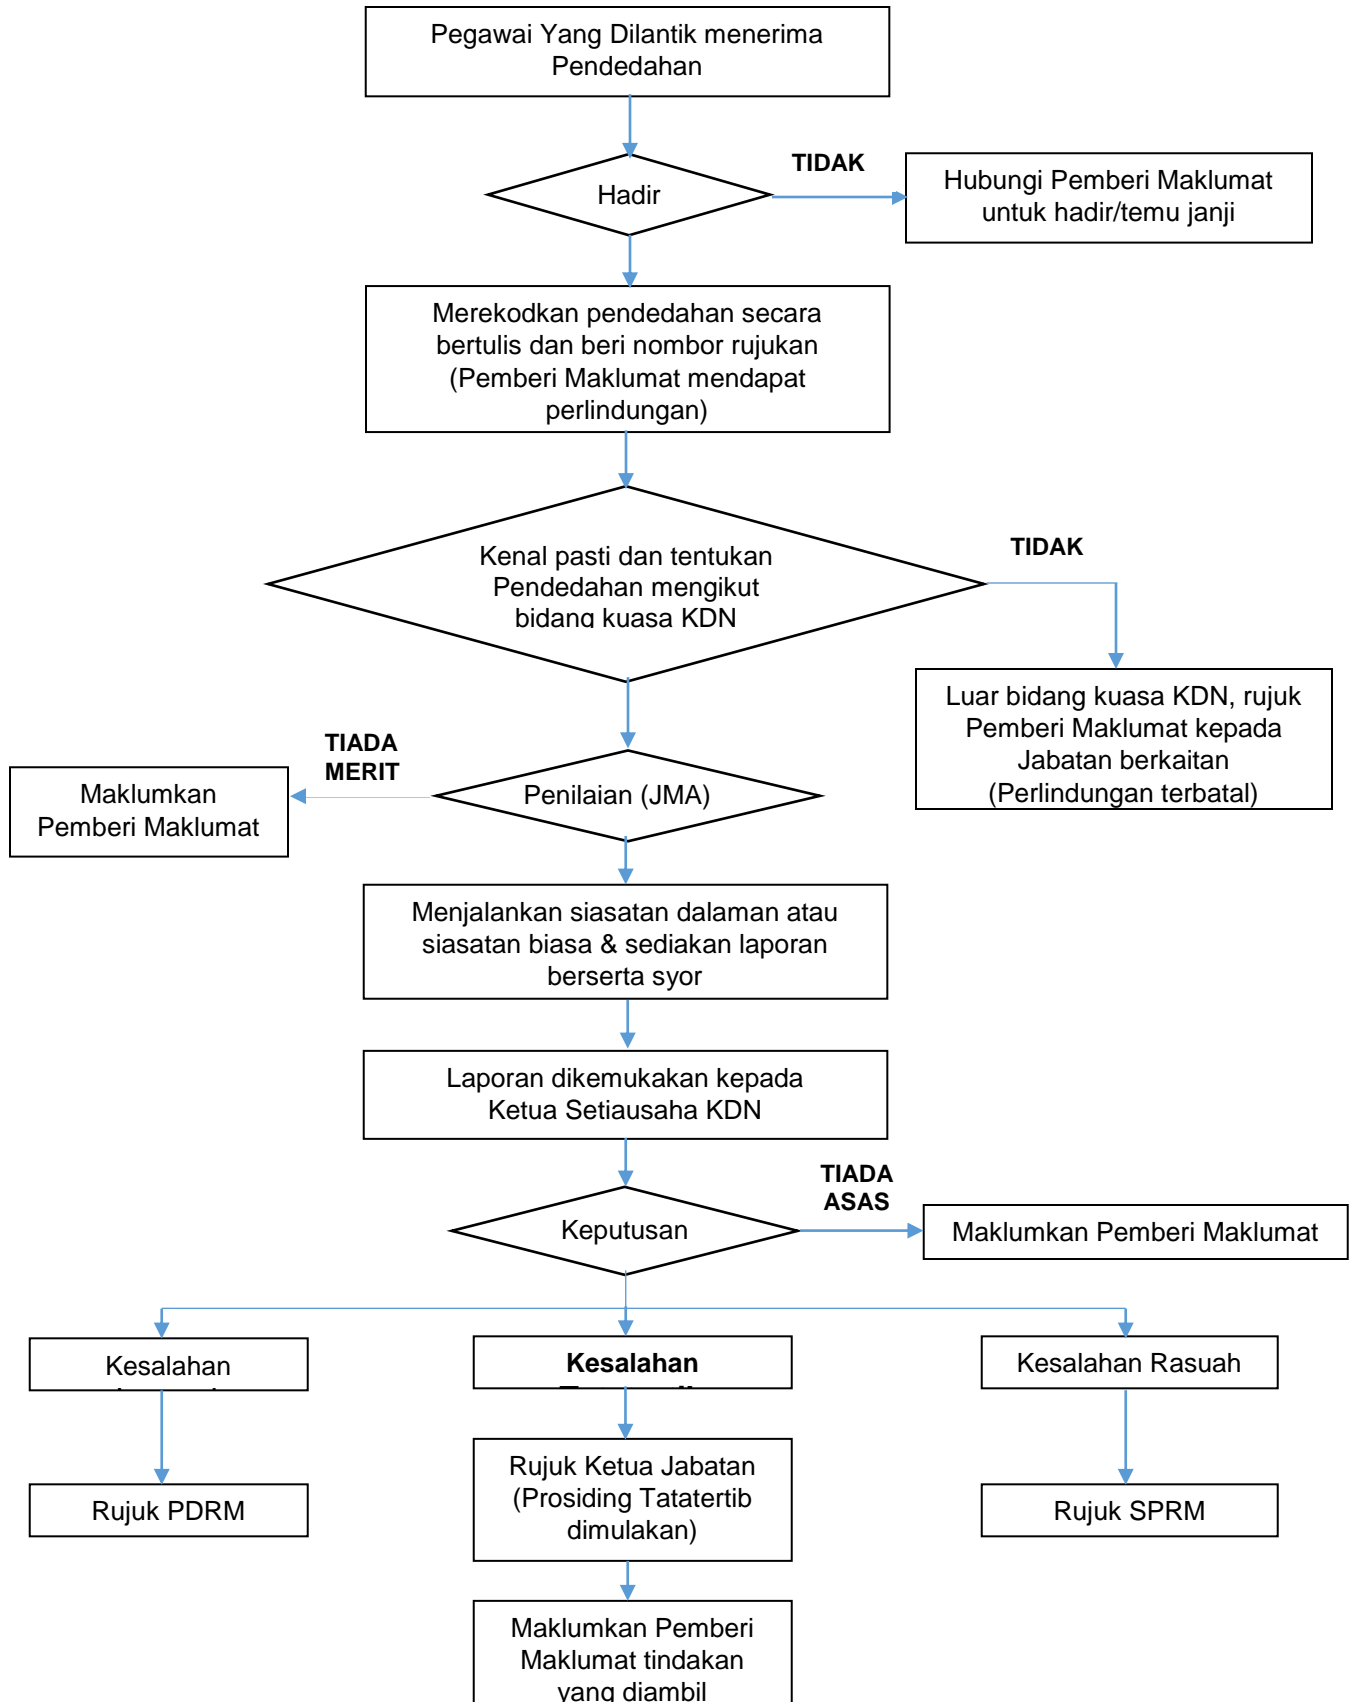 Pegawai Yang Dilantik menerima
Pendedahan
Hadir
TIDAK
Hubungi Pemberi Maklumat
untuk hadir/temu janji
Merekodkan pendedahan secara
bertulis dan beri nombor rujukan
(Pemberi Maklumat mendapat
perlindungan)
Kenal pasti dan tentukan
Pendedahan mengikut
bidang kuasa KDN
TIDAK
Luar bidang kuasa KDN, rujuk
Pemberi Maklumat kepada
Jabatan berkaitan
(Perlindungan terbatal)
TIADA
MERIT
Maklumkan
Pemberi Maklumat
Penilaian (JMA)
Menjalankan siasatan dalaman atau
siasatan biasa & sediakan laporan
berserta syor
Laporan dikemukakan kepada
Ketua Setiausaha KDN
Keputusan
TIADA
ASAS
Maklumkan Pemberi Maklumat
Kesalahan
Kesalahan
Kesalahan Rasuah
Rujuk PDRM
Rujuk Ketua Jabatan
(Prosiding Tatatertib
dimulakan)
Rujuk SPRM
Maklumkan Pemberi
Maklumat tindakan
yang diambil